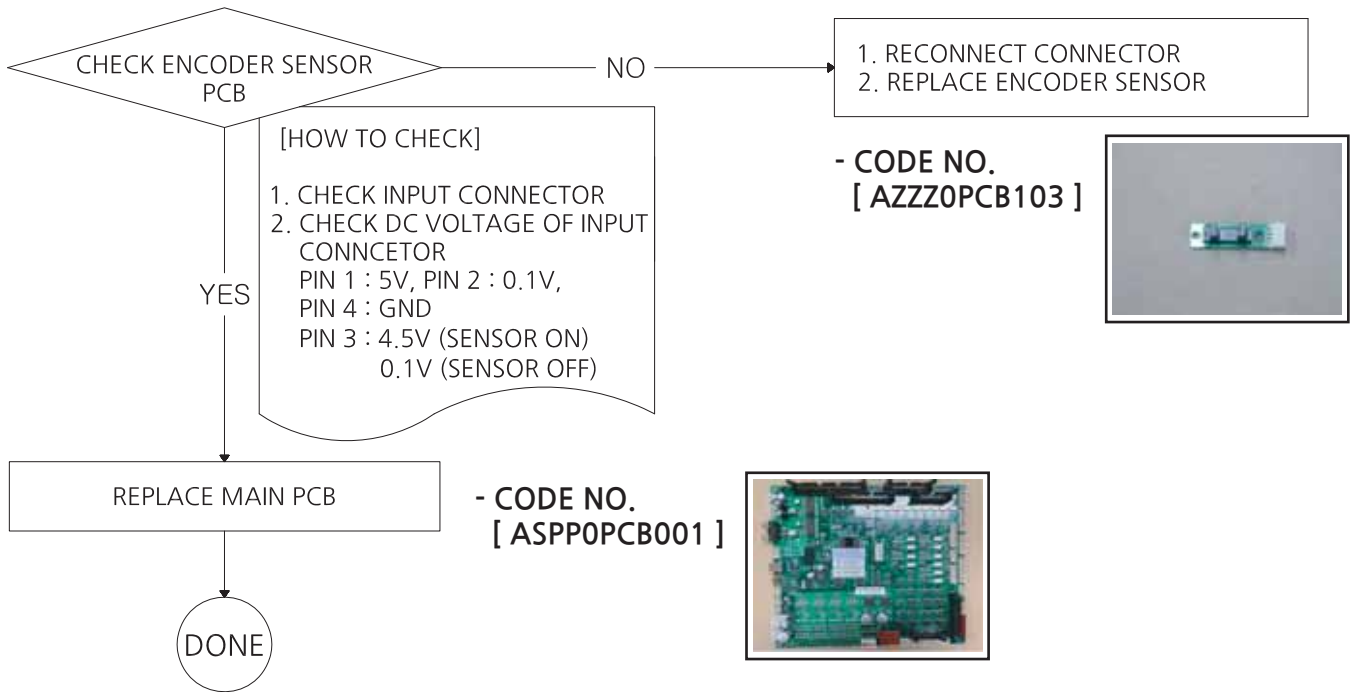 CHECK ENCODER SENSOR
PCB
NO
1. RECONNECT CONNECTOR
2. REPLACE ENCODER SENSOR
- CODE NO.
[ AZZZ0PCB103 ]
[HOW TO CHECK]
1. CHECK INPUT CONNECTOR
2. CHECK DC VOLTAGE OF INPUT
CONNCETOR
PIN 1 : 5V, PIN 2 : 0.1V,
PIN 4 : GND
PIN 3 : 4.5V (SENSOR ON)
0.1V (SENSOR OFF)
YES
REPLACE MAIN PCB
- CODE NO.
[ ASPP0PCB001 ]
DONE